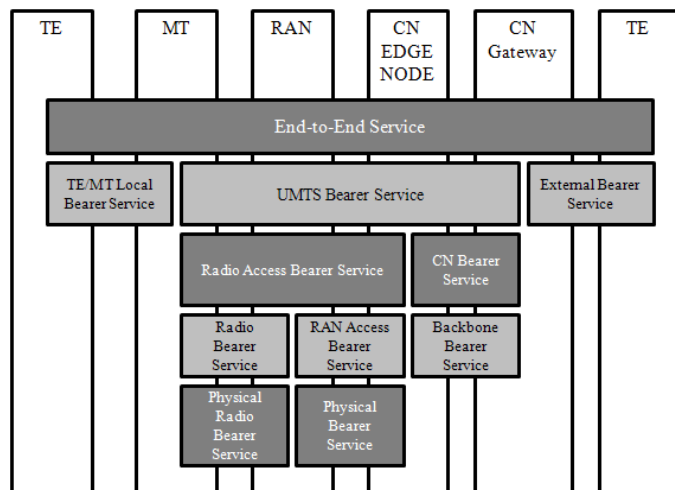 TE
MT
RAN
CN
EDGE
NODE
CN
Gateway
TE
End-to-End Service
TE/MT Local
Bearer Service
UMTS Bearer Service
External Bearer
Service
Radio Access Bearer Service
CN Bearer
Service
Radio
Bearer
Service
RAN Access
Bearer
Service
Backbone
Bearer
Service
Physical
Radio
Bearer
Service
Physical
Bearer
Service